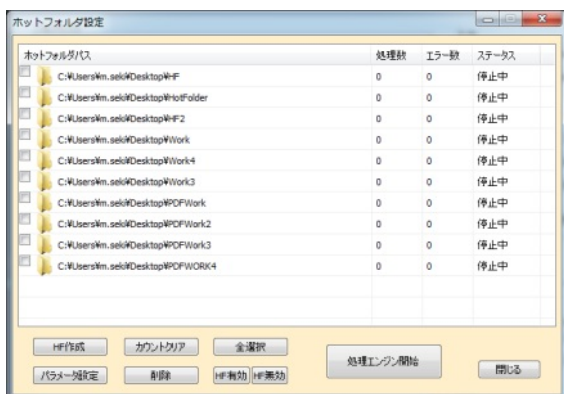 ホットフォルダ設定
ホットフォルダパス 処理数 エラー数 ステータス
C:¥Users¥m.seki¥Desktop¥HF 0 0 停止中
C:¥Users¥m.seki¥Desktop¥HotFolder 0 0 停止中
C:¥Users¥m.seki¥Desktop¥HF2 0 0 停止中
C:¥Users¥m.seki¥Desktop¥Work 0 0 停止中
C:¥Users¥m.seki¥Desktop¥Work4 0 0 停止中
C:¥Users¥m.seki¥Desktop¥Work3 0 0 停止中
C:¥Users¥m.seki¥Desktop¥PDFWork 0 0 停止中
C:¥Users¥m.seki¥Desktop¥PDFWork2 0 0 停止中
C:¥Users¥m.seki¥Desktop¥PDFWork3 0 0 停止中
C:¥Users¥m.seki¥Desktop¥PDFWORK4 0 0 停止中
HF作成 カウントクリア 全選択 処理エンジン開始
パラメータ設定 削除 HF有効 HF無効 閉じる